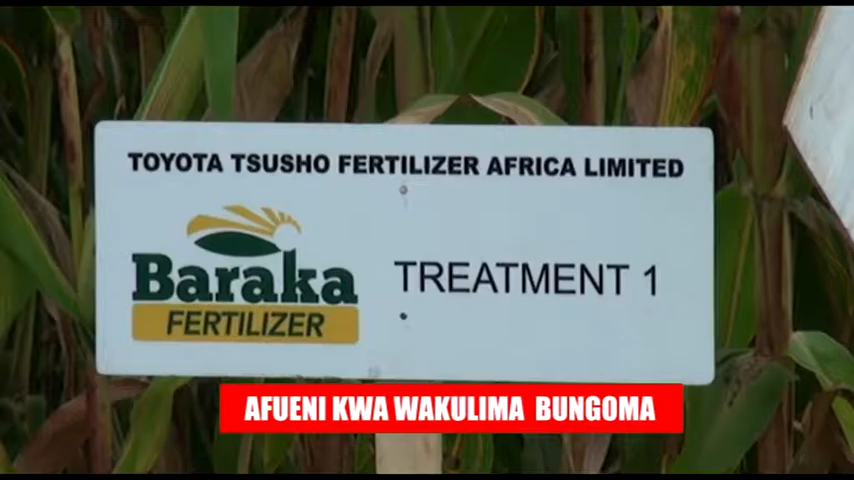 TOYOTA TSUSHO FERTILIZER AFRICA LIMITED
Baraka
FERTILIZER
TREATMENT 1
AFUENI KWA WAKULIMA BUNGOMA